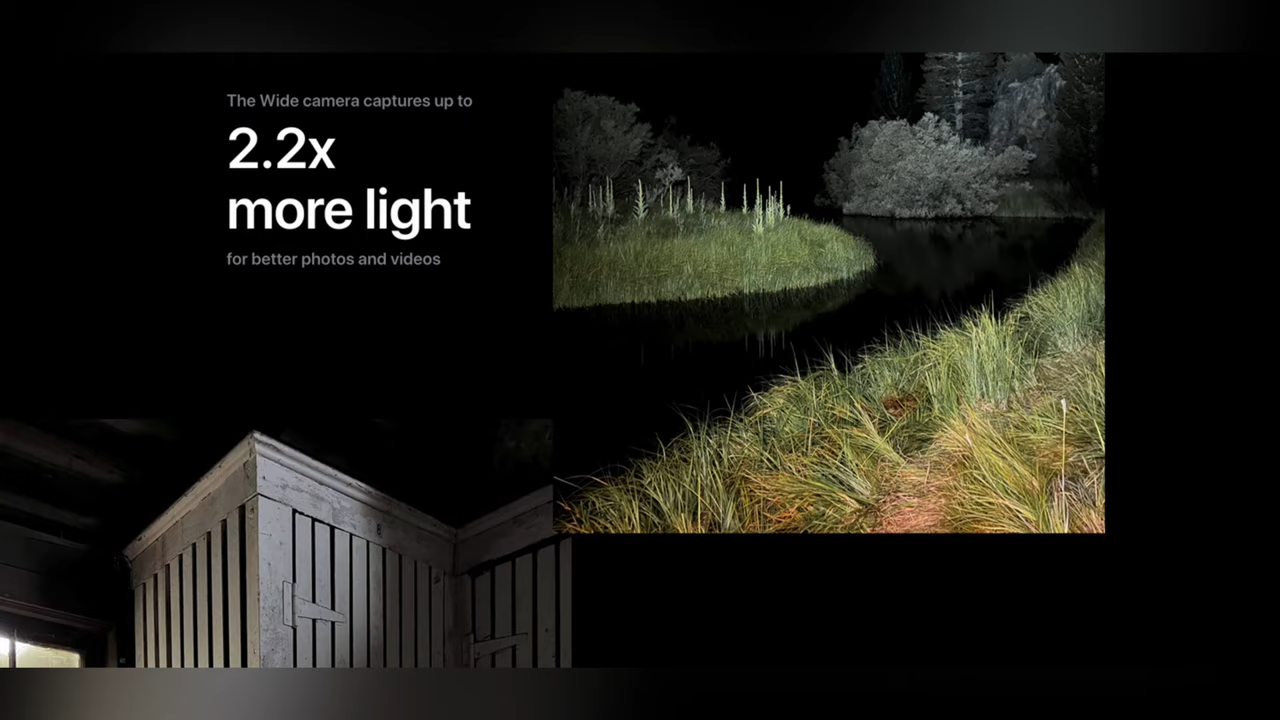 The Wide camera captures up to
2.2x
more light
for better photos and videos